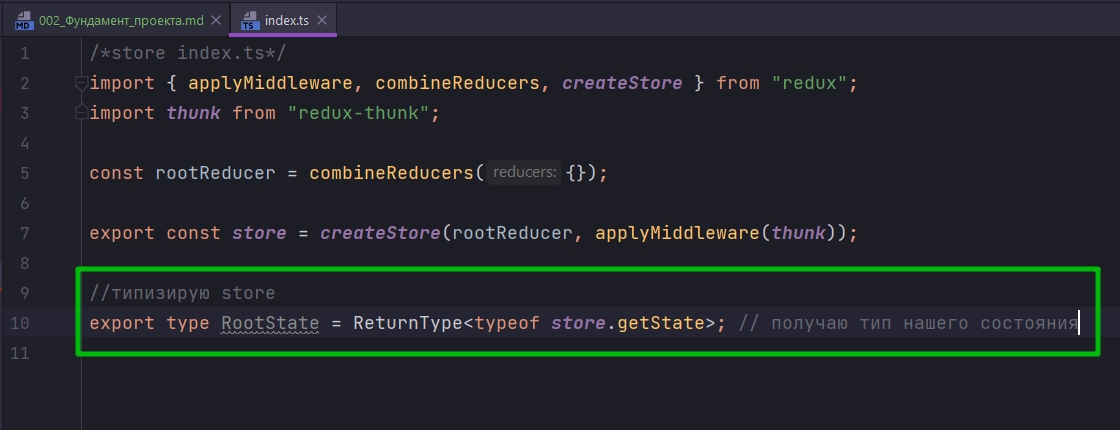 002_Фундамент_проекта.md
index.ts
1 /*store index.ts*/
2 import { applyMiddleware, combineReducers, createStore } from "redux";
3 import thunk from "redux-thunk";
4
5 const rootReducer = combineReducers( reducers: {});
6
7 export const store = createStore(rootReducer, applyMiddleware(thunk));
8
9 //типизирую store
10 export type RootState = ReturnType<typeof store.getState>; // получаю тип нашего состояния
11